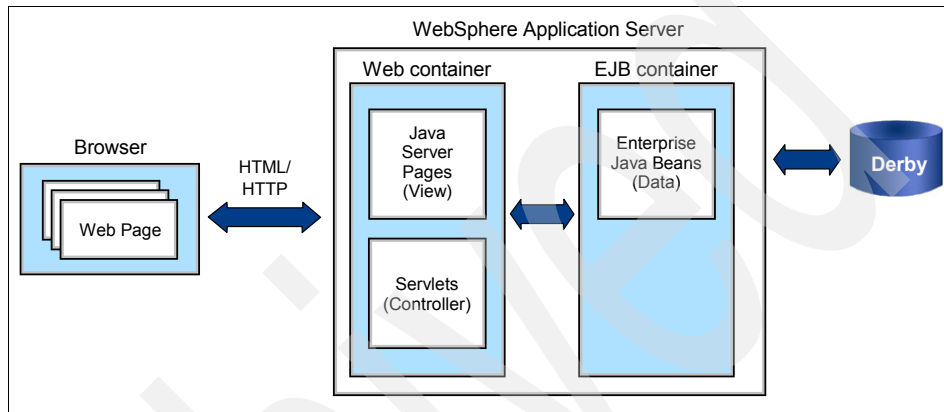 WebSphere Application Server
Web container
EJB container
Browser
HTML/
HTTP
Web Page
Java
Server
Pages
(View)
Servlets
(Controller)
Enterprise
Java Beans
(Data)
Derby